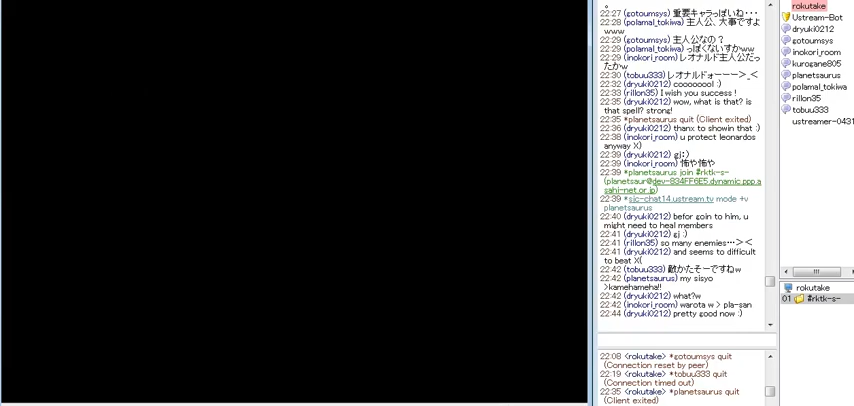 。
22:27 (gotoumsys) 重要キャラっぽいね・・・
22:28 (polamal_tokiwa) 主人公、大事ですよ
www
22:29 (gotoumsys) 主人公なの？
22:29 (polamal_tokiwa) っぽくないすかww
22:29 (inokori_room) レオナルド主人公だっ
たかw
22:30 (tobuu333) レオナルドォーーー＞_＜
22:32 (dryuki0212) coooooool :)
22:33 (rillon35) I wish you success !
22:35 (dryuki0212) wow, what is that? is
that spell? strong!
22:35 *planetsaurus quit (Client exited)
22:36 (dryuki0212) thanx to showin that :)
22:38 (inokori_room) u protect leonardos
anyway X)
22:39 (dryuki0212) gj:)
22:39 (inokori_room) 怖や怖や
22:39 *planetsaurus join #rktk-s-
(planetsaur@dev-834FF6E5.dynamic.ppp.a
sahi-net.or.jp)
22:39 *sjc-chat14.ustream.tv mode +v
planetsaurus
22:40 (dryuki0212) befor goin to him, u
might need to heal members
22:41 (dryuki0212) gj :)
22:41 (rillon35) so many enemies…＞＜
22:41 (dryuki0212) and seems to difficult
to beat X(
22:42 (tobuu333) 敵かたそーですねw
22:42 (planetsaurus) my sisyo
>kamehameha!!
22:42 (dryuki0212) what?w
22:42 (inokori_room) warota w > pla-san
22:44 (dryuki0212) pretty good now :)
22:08 <rokutake> *gotoumsys quit
(Connection reset by peer)
22:19 <rokutake> *tobuu333 quit
(Connection timed out)
22:35 <rokutake> *planetsaurus quit
(Client exited)
rokutake
Ustream-Bot
dryuki0212
gotoumsys
inokori_room
kurogane805
planetsaurus
polamal_tokiwa
rillon35
tobuu333
ustreamer-0431
rokutake
01 #rktk-s-